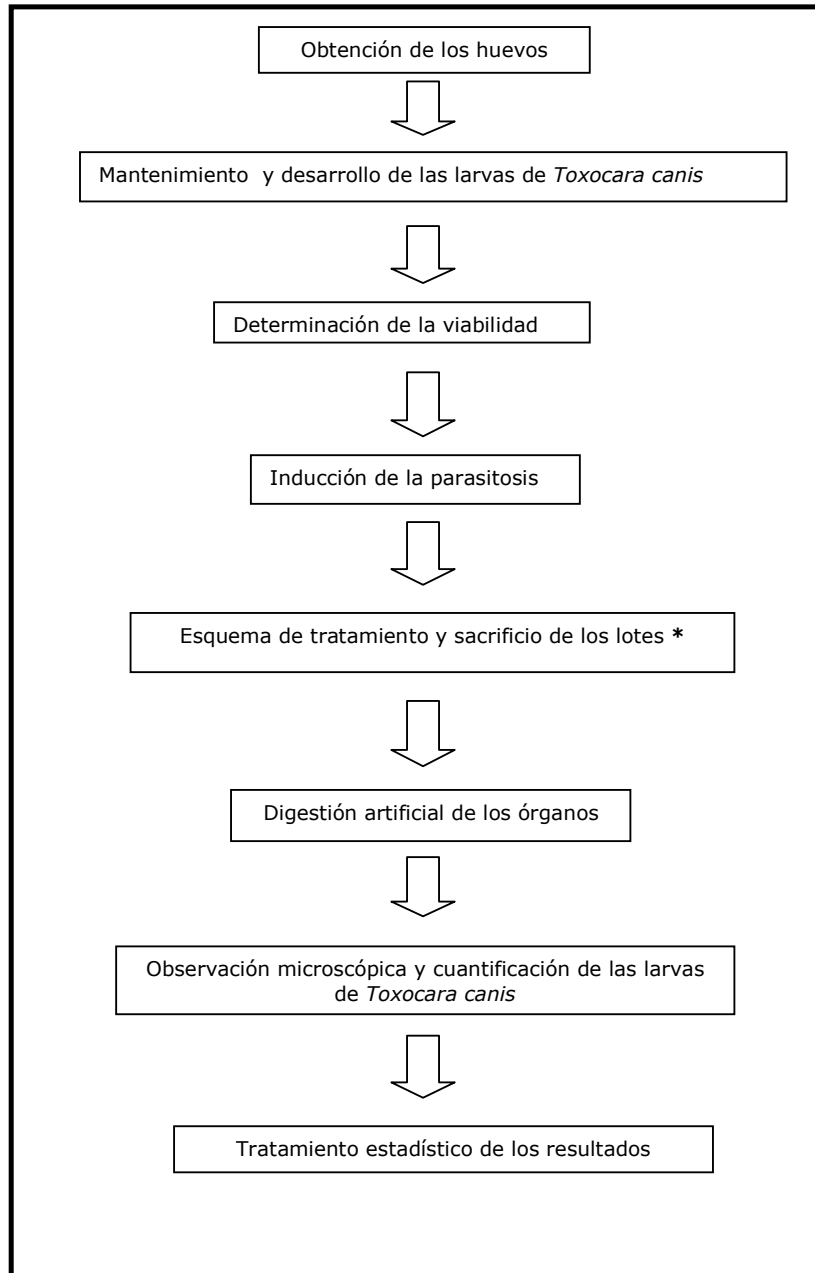 Obtención de los huevos
Mantenimiento y desarrollo de las larvas de Toxocara canis
Determinación de la viabilidad
Inducción de la parasitosis
Esquema de tratamiento y sacrificio de los lotes *
Digestión artificial de los órganos
Observación microscópica y cuantificación de las larvas
de Toxocara canis
Tratamiento estadístico de los resultados